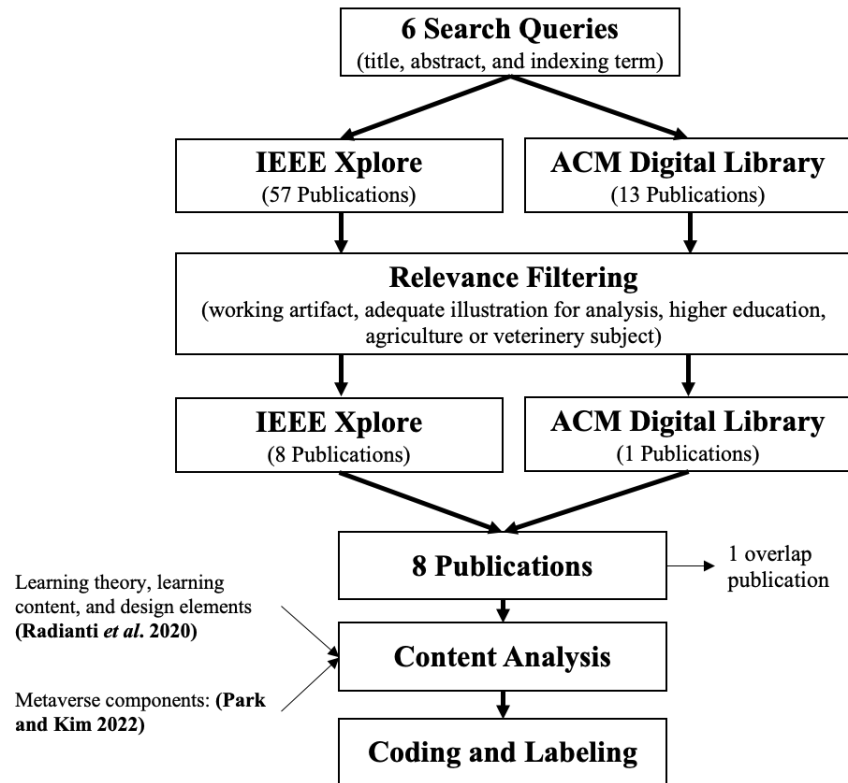 6 Search Queries
(title, abstract, and indexing term)
IEEE Xplore
(57 Publications)
ACM Digital Library
(13 Publications)
Relevance Filtering
(working artifact, adequate illustration for analysis, higher education,
agriculture or veterinery subject)
IEEE Xplore
(8 Publications)
ACM Digital Library
(1 Publications)
8 Publications
1 overlap
publication
Learning theory, learning
content, and design elements
(Radianti et al. 2020)
Metaverse components: (Park
and Kim 2022)
Content Analysis
Coding and Labeling